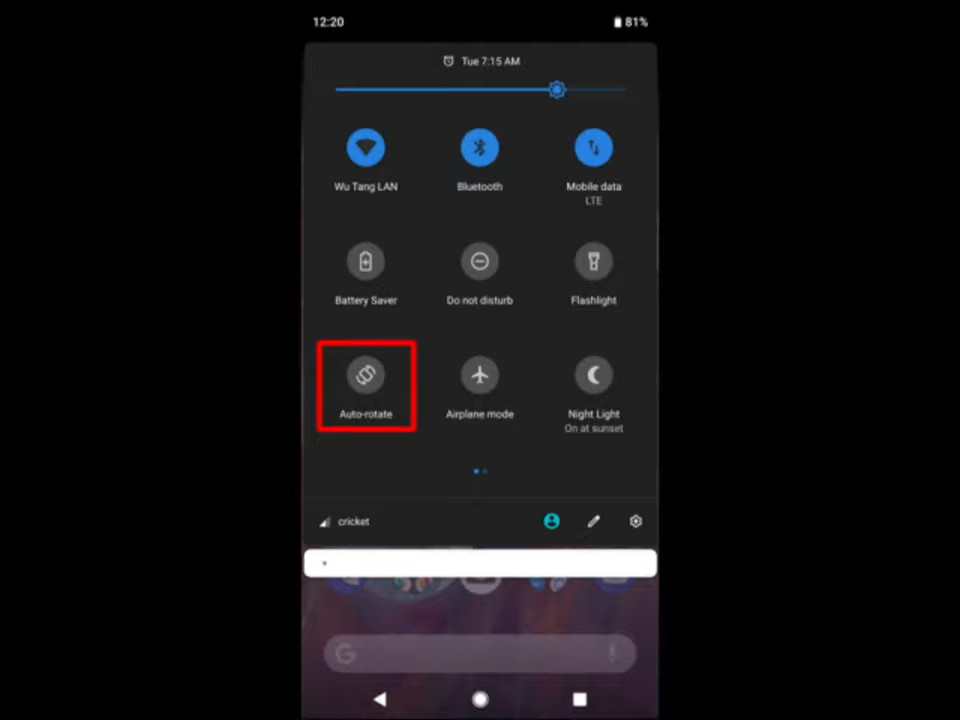 12:20 81%
Tue 7:15 AM
Wu Tang LAN Bluetooth Mobile data
LTE
Battery Saver Do not disturb Flashlight
Auto-rotate Airplane mode Night Light
On at sunset
cricket
G